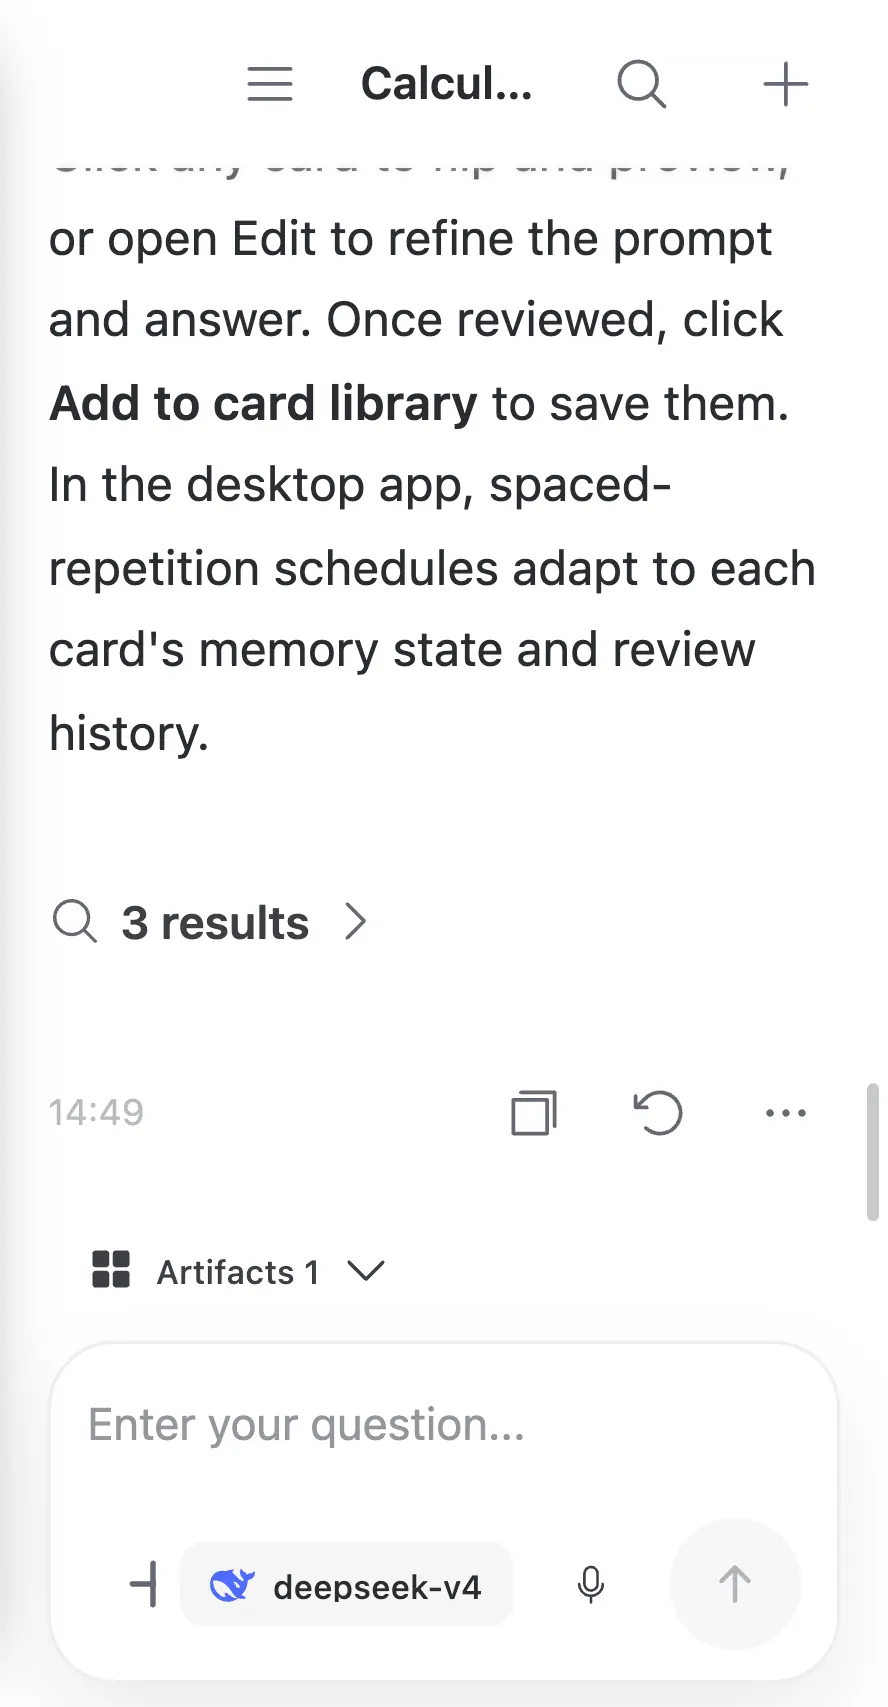 Calcul...
or open Edit to refine the prompt
and answer. Once reviewed, click
Add to card library to save them.
In the desktop app, spaced-
repetition schedules adapt to each
card's memory state and review
history.
3 results
14:49
Artifacts 1
Enter your question...
deepseek-v4